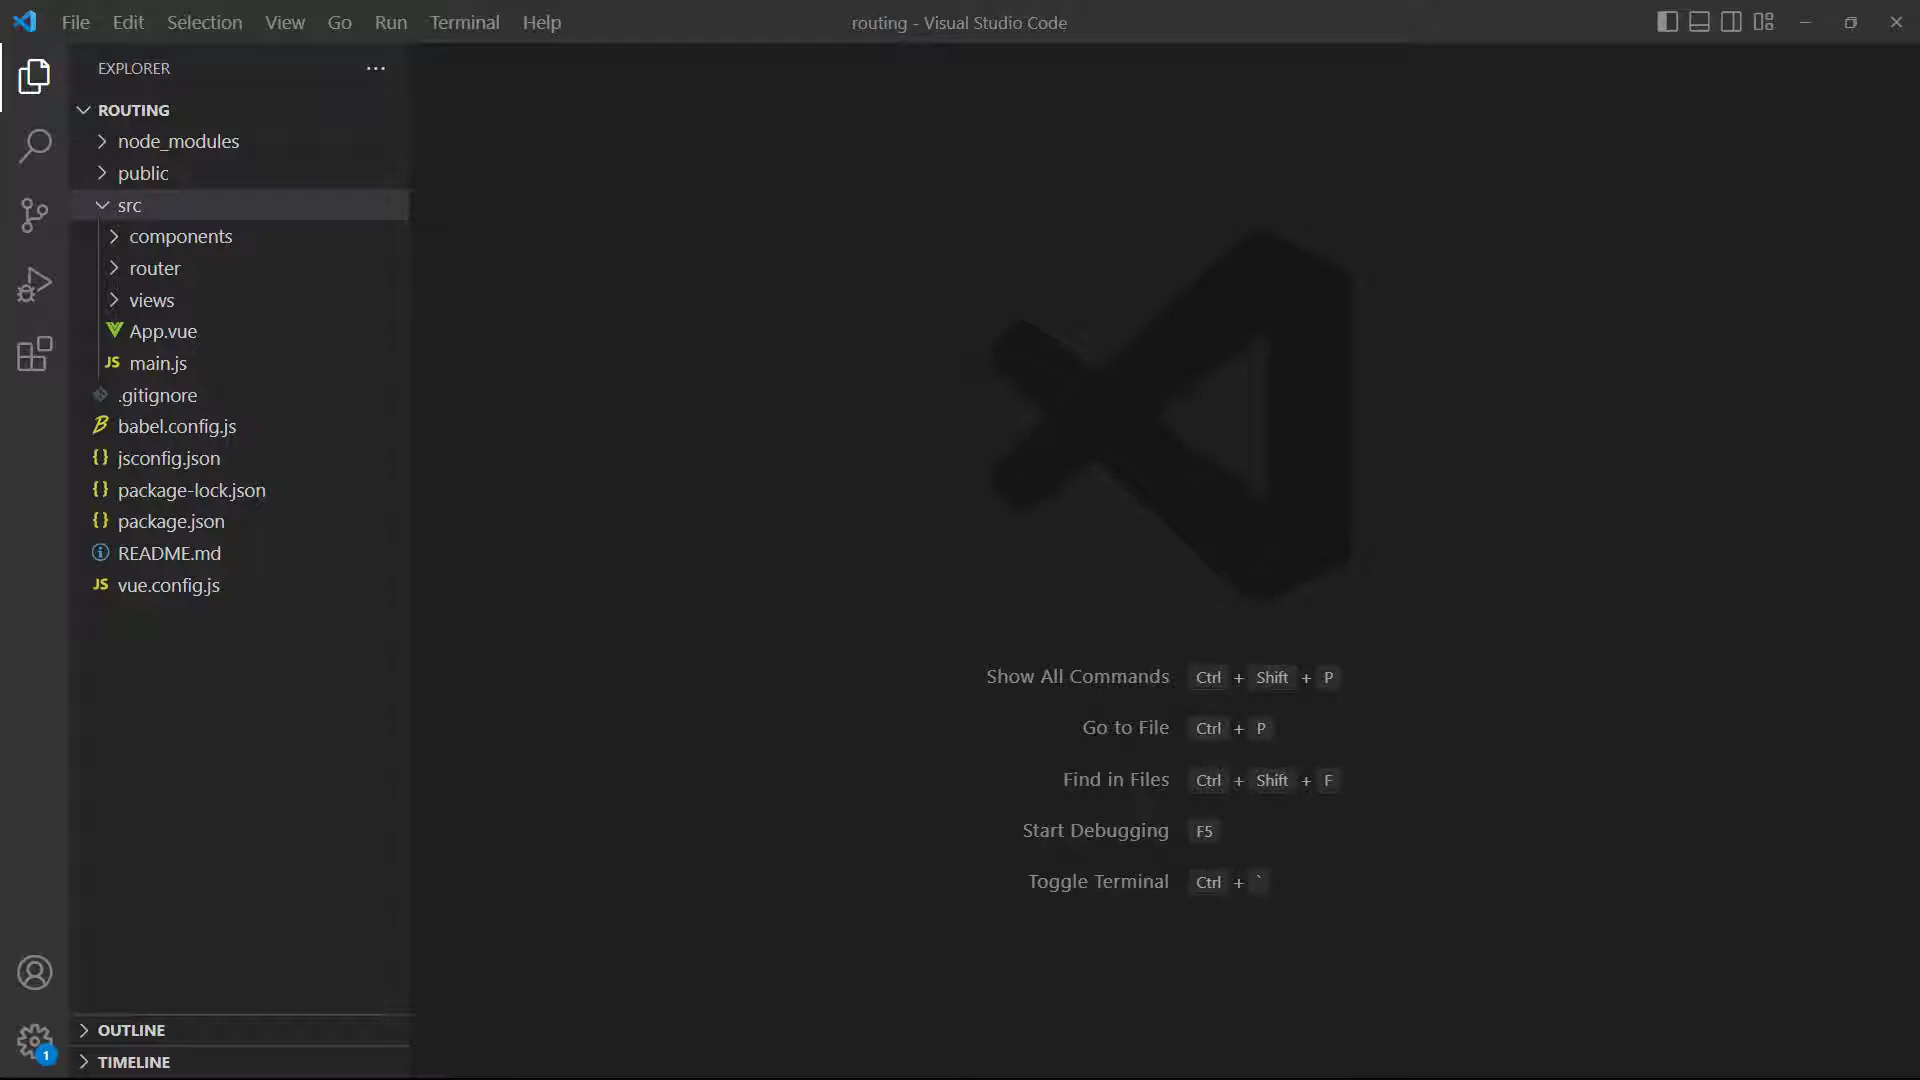 File Edit Selection View Go Run Terminal Help
routing - Visual Studio Code
EXPLORER
ROUTING
node_modules
public
src
components
router
views
App.vue
JS main.js
.gitignore
babel.config.js
{} jsconfig.json
{} package-lock.json
{} package.json
README.md
JS vue.config.js
Show All Commands Ctrl + Shift + P
Go to File Ctrl + P
Find in Files Ctrl + Shift + F
Start Debugging F5
Toggle Terminal Ctrl + `
OUTLINE
1
TIMELINE